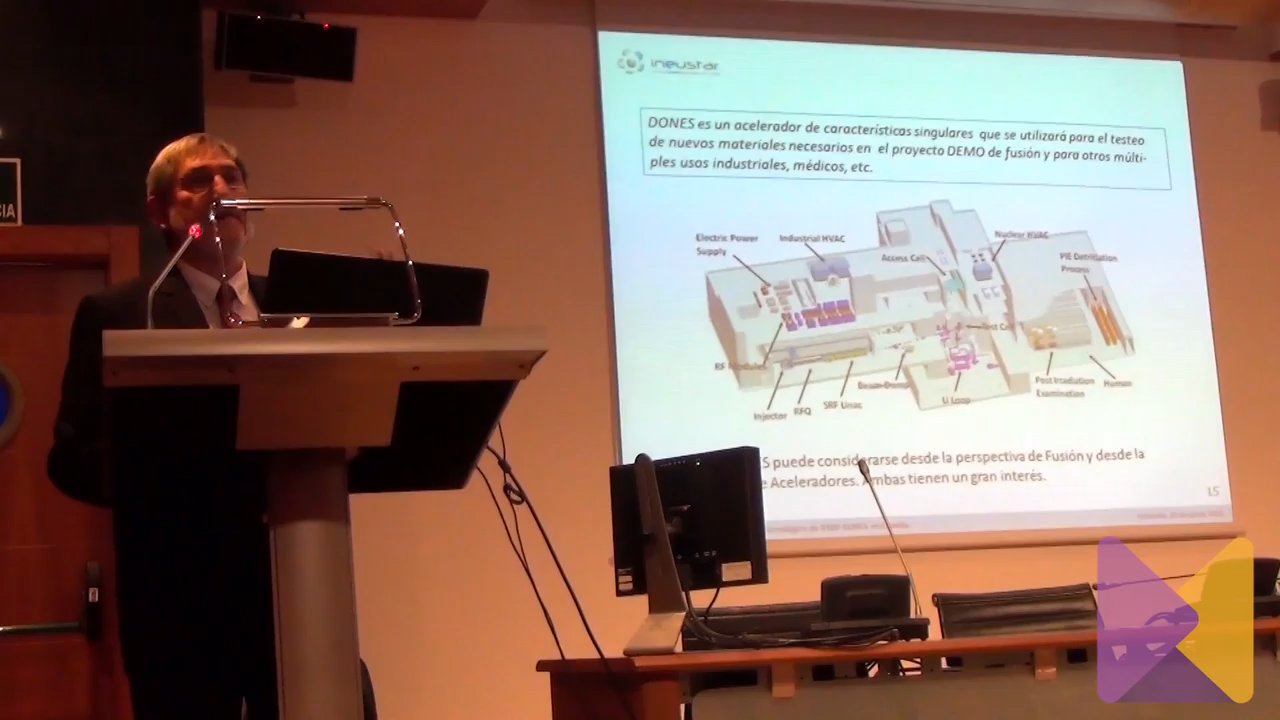 ineustar
DONES es un acelerador de características singulares que se utilizará para el testeo
de nuevos materiales necesarios en el proyecto DEMO de fusión y para otros múlti-
ples usos industriales, médicos, etc.
Electric Power
Supply
Industrial HVAC
Access Cell
Nuclear HVAC
PIE Detritiation
Process
Test Cell
RF Modules
Injector
RFQ
SRF Linac
Beam Dump
Li Loop
Post Irradiation
Examination
Human
S puede considerarse desde la perspectiva de Fusión y desde la
e Aceleradores. Ambas tienen un gran interés.
15
CIA